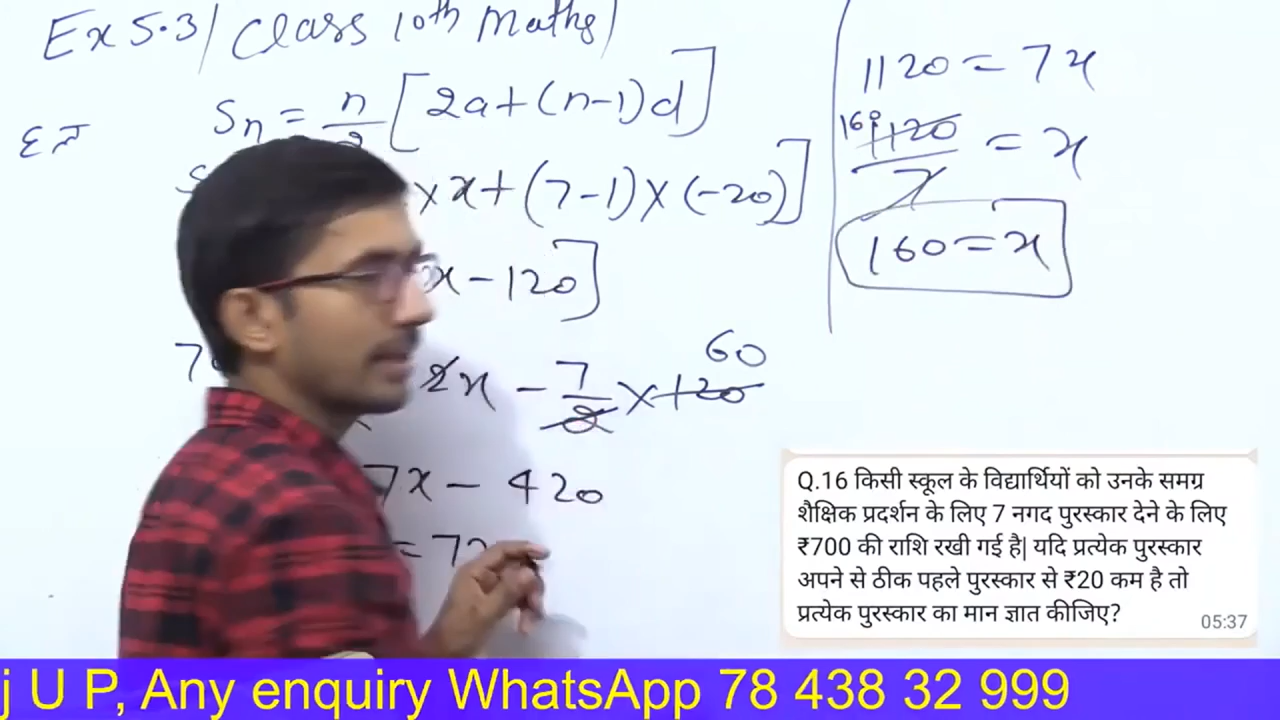 Ex 5.3/ Class 10th Maths/
हल
Sn = n/2 [2a+(n-1)d]
S
×x+(7-1)×(-20)]
x-120]
7
2x - 7/2 × 120
60
7x - 420
= 7x
1120 = 7x
160
1120/7 = x
160 = x
Q.16 किसी स्कूल के विद्यार्थियों को उनके समग्र
शैक्षिक प्रदर्शन के लिए 7 नगद पुरस्कार देने के लिए
₹700 की राशि रखी गई है| यदि प्रत्येक पुरस्कार
अपने से ठीक पहले पुरस्कार से ₹20 कम है तो
प्रत्येक पुरस्कार का मान ज्ञात कीजिए?
05:37
j U P, Any enquiry WhatsApp 78 438 32 999